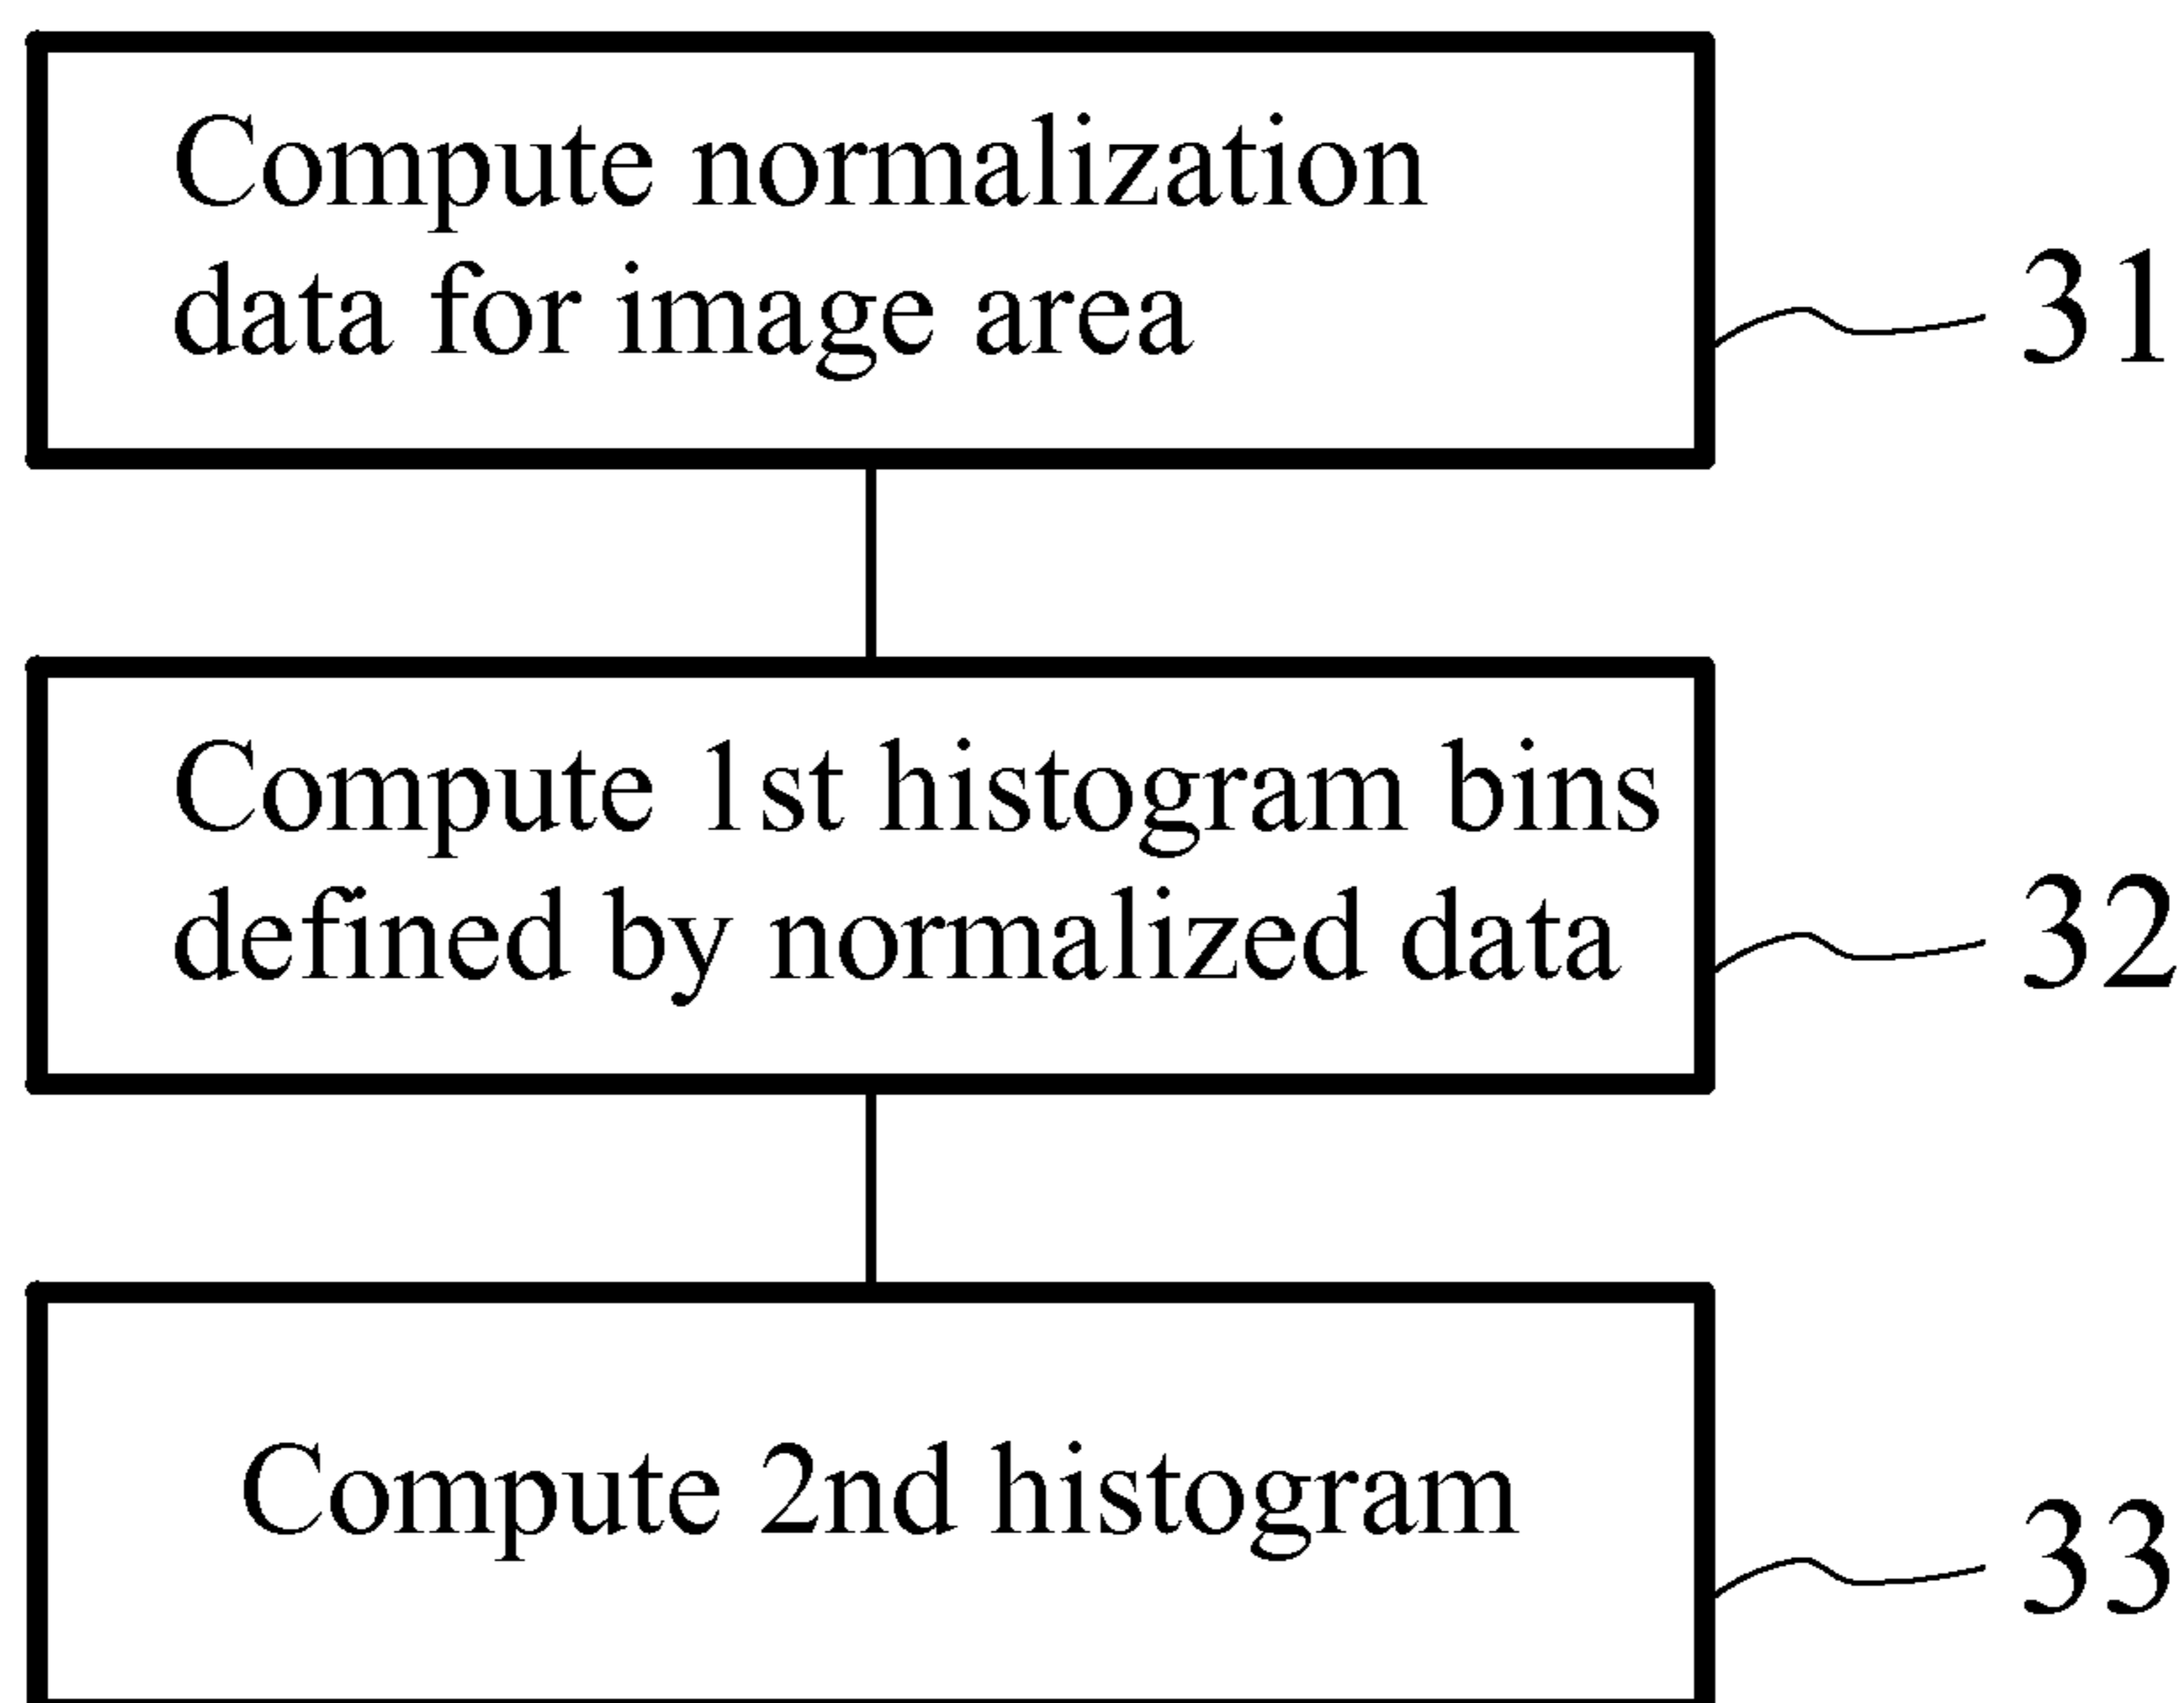 Compute normalization
data for image area
31
Compute 1st histogram bins
defined by normalized data
32
Compute 2nd histogram
33